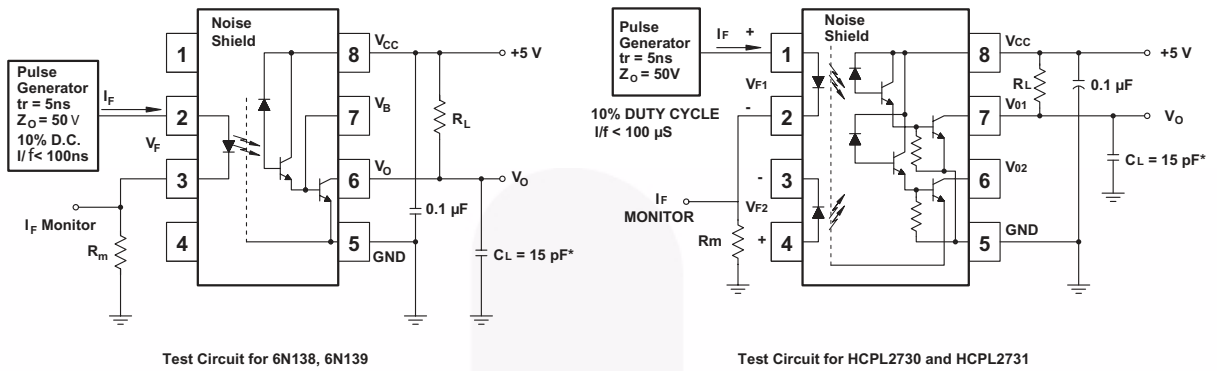 Pulse
Generator
tr = 5ns
ZO = 50 V
10% D.C.
I/ f < 100ns
IF
VF
IF Monitor
Rm
Noise
Shield
1
2
3
4
8
7
6
5
VCC
VB
VO
GND
+5 V
RL
VO
0.1 µF
CL = 15 pF*
Test Circuit for 6N138, 6N139
Pulse
Generator
tr = 5ns
ZO = 50V
IF +
VF1
-
10% DUTY CYCLE
I/f < 100 µS
-
VF2
+
IF
MONITOR
Rm
Noise
Shield
1
2
3
4
8
7
6
5
VCC
V01
V02
GND
+5 V
RL
0.1 µF
VO
CL = 15 pF*
Test Circuit for HCPL2730 and HCPL2731